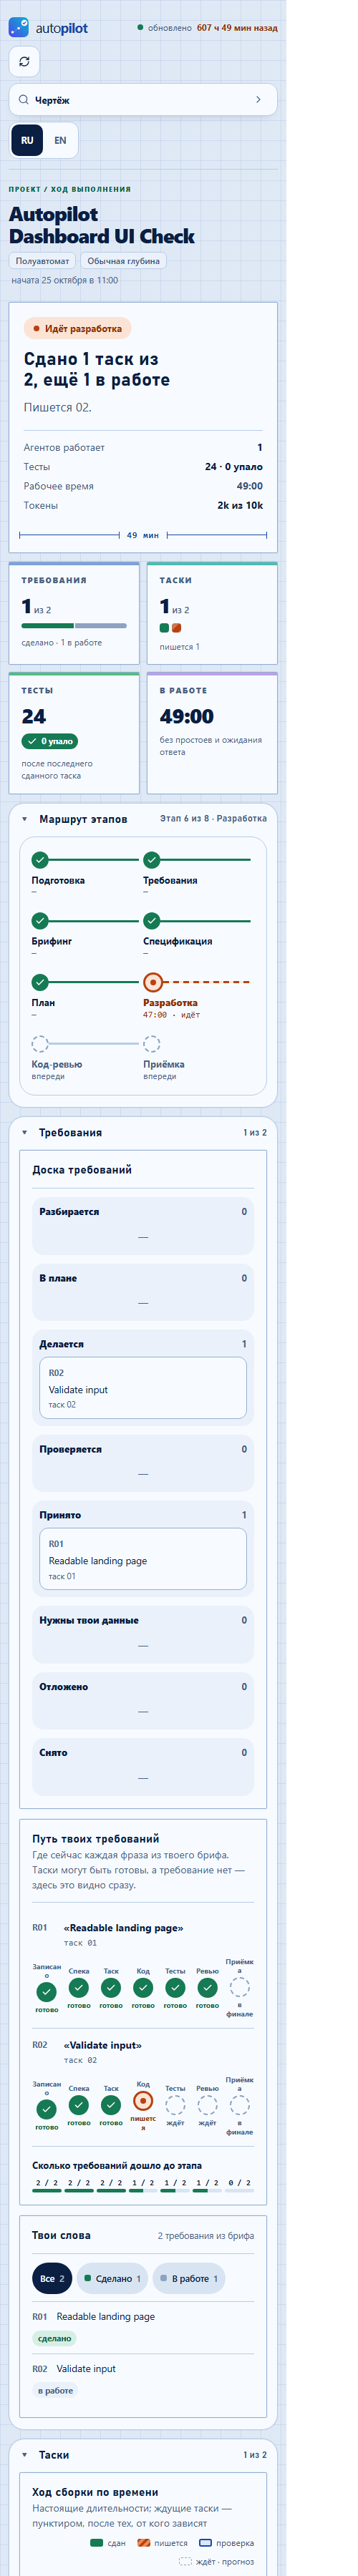 autopilot
обновлено 607 ч 49 мин назад
Чертёж
RU EN
ПРОЕКТ / ХОД ВЫПОЛНЕНИЯ
Autopilot
Dashboard UI Check
Полуавтомат Обычная глубина
начата 25 октября в 11:00
Идёт разработка
Сдано 1 таск из
2, ещё 1 в работе
Пишется 02.
Агентов работает 1
Тесты 24 · 0 упало
Рабочее время 49:00
Токены 2k из 10k
49 мин
ТРЕБОВАНИЯ
1 из 2
сделано · 1 в работе
ТАСКИ
1 из 2
пишется 1
ТЕСТЫ
24
0 упало
после последнего
сданного таска
В РАБОТЕ
49:00
без простоев и ожидания
ответа
Маршрут этапов Этап 6 из 8 · Разработка
Подготовка
—
Требования
—
Брифинг
—
Спецификация
—
План
—
Разработка
47:00 · идёт
Код-ревью
впереди
Приёмка
впереди
Требования 1 из 2
Доска требований
Разбирается 0
—
В плане 0
—
Делается 1
R02
Validate input
таск 02
Проверяется 0
—
Принято 1
R01
Readable landing page
таск 01
Нужны твои данные 0
—
Отложено 0
—
Снято 0
—
Путь твоих требований
Где сейчас каждая фраза из твоего брифа.
Таски могут быть готовы, а требование нет —
здесь это видно сразу.
R01 «Readable landing page»
таск 01
Записан
о Спека Таск Код Тесты Ревью Приёмк
а
готово готово готово готово готово готово в
финале
R02 «Validate input»
таск 02
Записан
о Спека Таск Код Тесты Ревью Приёмк
а
готово готово готово пишетс
я ждёт ждёт в
финале
Сколько требований дошло до этапа
2 / 2 2 / 2 2 / 2 1 / 2 1 / 2 1 / 2 0 / 2
Твои слова 2 требования из брифа
Все 2 Сделано 1 В работе 1
R01 Readable landing page
сделано
R02 Validate input
в работе
Таски 1 из 2
Ход сборки по времени
Настоящие длительности; ждущие таски —
пунктиром, после тех, от кого зависят
сдан пишется проверка
ждёт · прогноз